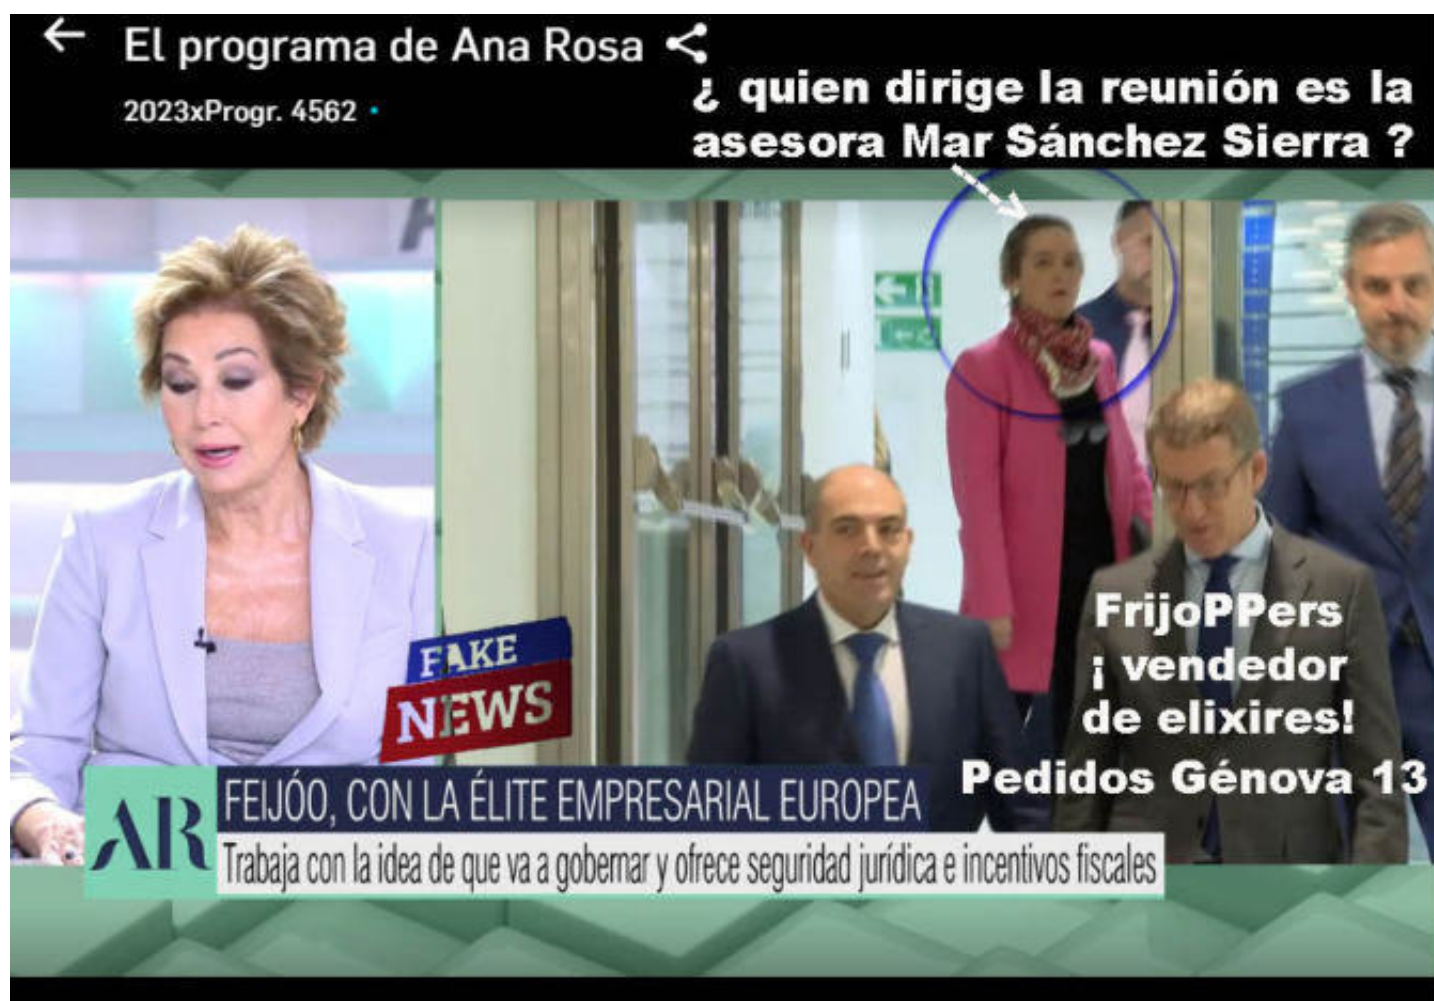 El programa de Ana Rosa
2023xProgr. 4562
¿ quien dirige la reunión es la
asesora Mar Sánchez Sierra ?
FAKE
NEWS
FrijoPPers
¡ vendedor
de elixires!
Pedidos Génova 13
AR
FEIJÓO, CON LA ÉLITE EMPRESARIAL EUROPEA
Trabaja con la idea de que va a gobernar y ofrece seguridad jurídica e incentivos fiscales